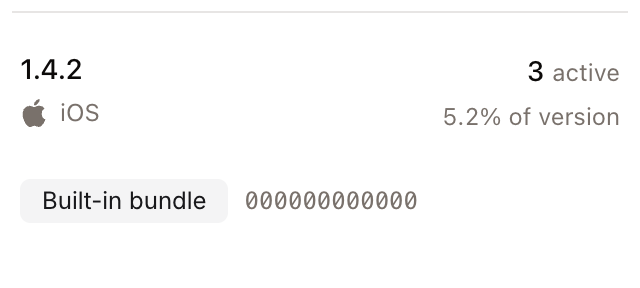 1.4.2
3 active
iOS
5.2% of version
Built-in bundle 000000000000